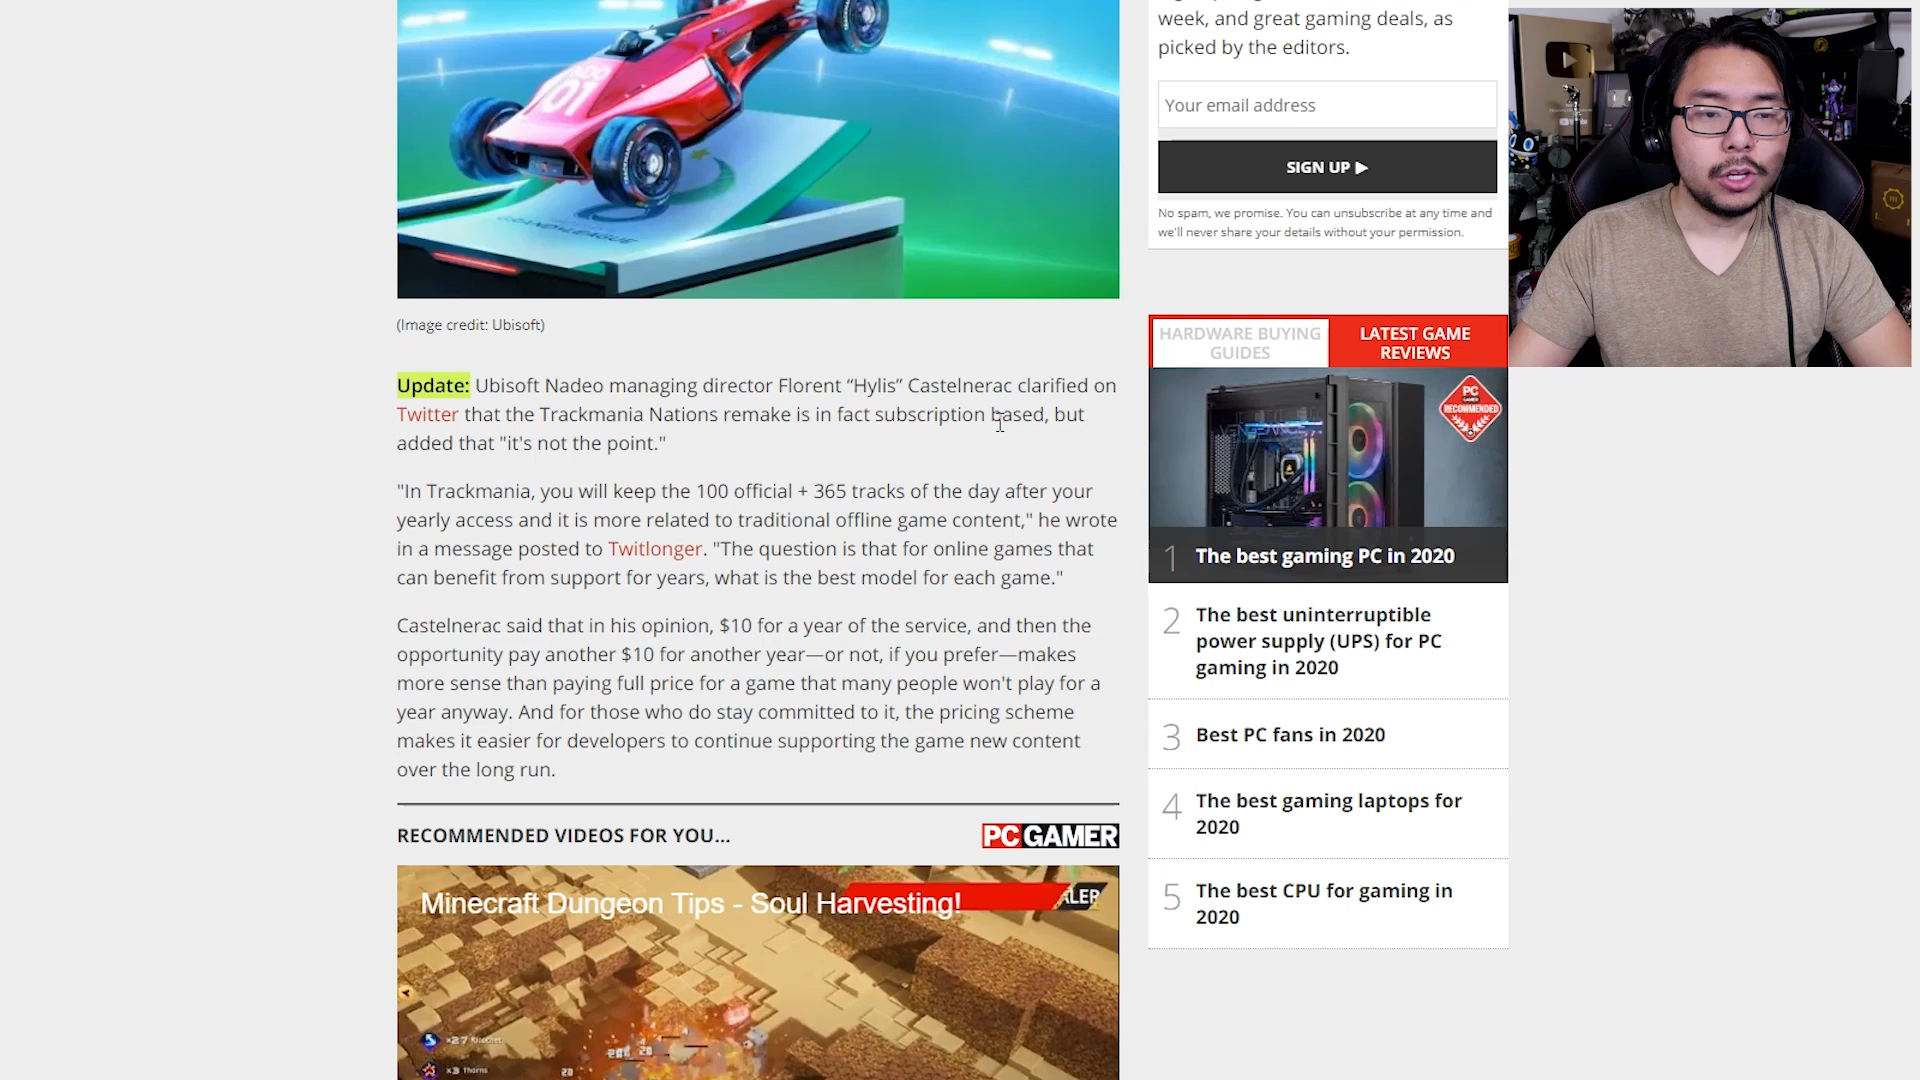 week, and great gaming deals, as
picked by the editors.
Your email address
SIGN UP ▶
No spam, we promise. You can unsubscribe at any time and
we'll never share your details without your permission.
(Image credit: Ubisoft)
Update: Ubisoft Nadeo managing director Florent “Hylis” Castelnerac clarified on
Twitter that the Trackmania Nations remake is in fact subscription based, but
added that "it's not the point."
"In Trackmania, you will keep the 100 official + 365 tracks of the day after your
yearly access and it is more related to traditional offline game content," he wrote
in a message posted to Twitlonger. "The question is that for online games that
can benefit from support for years, what is the best model for each game."
Castelnerac said that in his opinion, $10 for a year of the service, and then the
opportunity pay another $10 for another year—or not, if you prefer—makes
more sense than paying full price for a game that many people won't play for a
year anyway. And for those who do stay committed to it, the pricing scheme
makes it easier for developers to continue supporting the game new content
over the long run.
RECOMMENDED VIDEOS FOR YOU...
PC GAMER
Minecraft Dungeon Tips - Soul Harvesting!
HARDWARE BUYING
GUIDES
LATEST GAME
REVIEWS
PC
GAMER
RECOMMENDED
VENGEANCE
1 The best gaming PC in 2020
2 The best uninterruptible
power supply (UPS) for PC
gaming in 2020
3 Best PC fans in 2020
4 The best gaming laptops for
2020
5 The best CPU for gaming in
2020